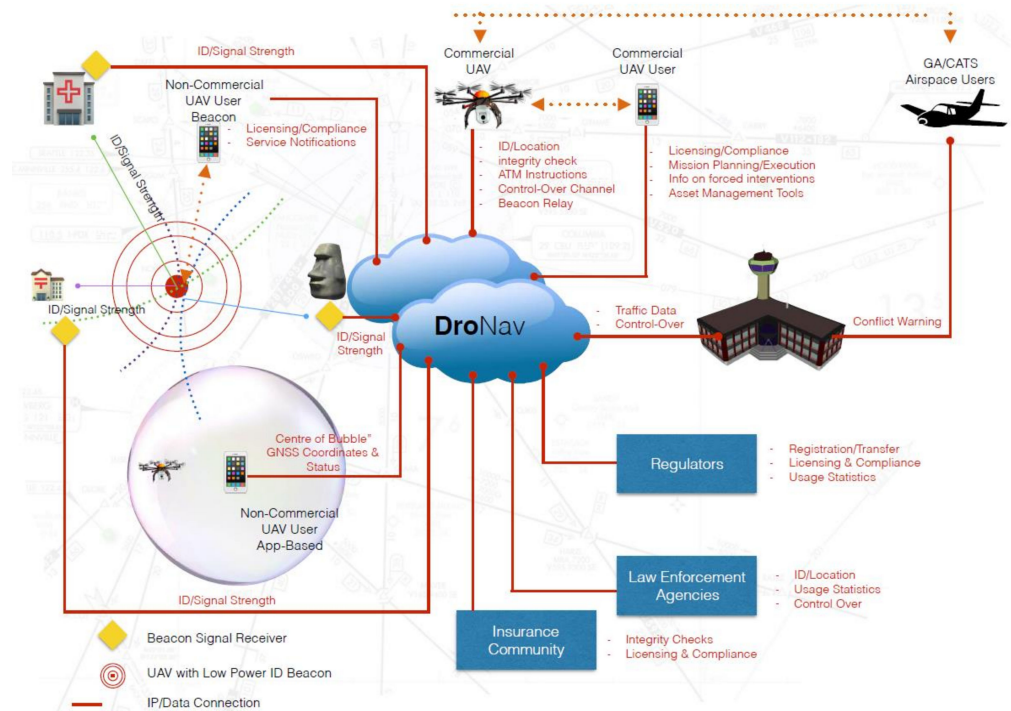 ID/Signal Strength
Non-Commercial
UAV User
Beacon
- Licensing/Compliance
- Service Notifications
Commercial
UAV
Commercial
UAV User
GA/CATS
Airspace Users
- ID/Location
- integrity check
- ATM Instructions
- Control-Over Channel
- Beacon Relay
- Licensing/Compliance
- Mission Planning/Execution
- Info on forced interventions
- Asset Management Tools
ID/Signal Strength
ID/Signal Strength
ID/Signal
Strength
DroNav
- Traffic Data
- Control-Over
Conflict Warning
Centre of Bubble"
GNSS Coordinates &
Status
Non-Commercial
UAV User
App-Based
Regulators
- Registration/Transfer
- Licensing & Compliance
- Usage Statistics
Law Enforcement
Agencies
- ID/Location
- Usage Statistics
- Control Over
ID/Signal Strength
Insurance
Community
- Integrity Checks
- Licensing & Compliance
Beacon Signal Receiver
UAV with Low Power ID Beacon
IP/Data Connection